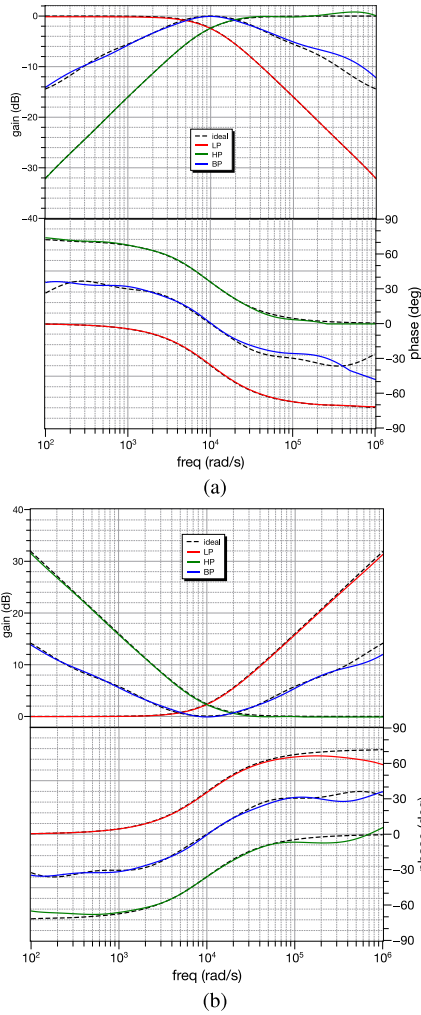 0
−10
−20
−30
−40
gain (dB)
ideal
LP
HP
BP
90
60
30
0
−30
−60
−90
phase (deg)
10² 10³ 10⁴ 10⁵ 10⁶
freq (rad/s)
(a)
40
30
20
10
0
gain (dB)
ideal
LP
HP
BP
90
60
30
0
−30
−60
−90
10² 10³ 10⁴ 10⁵ 10⁶
freq (rad/s)
(b)